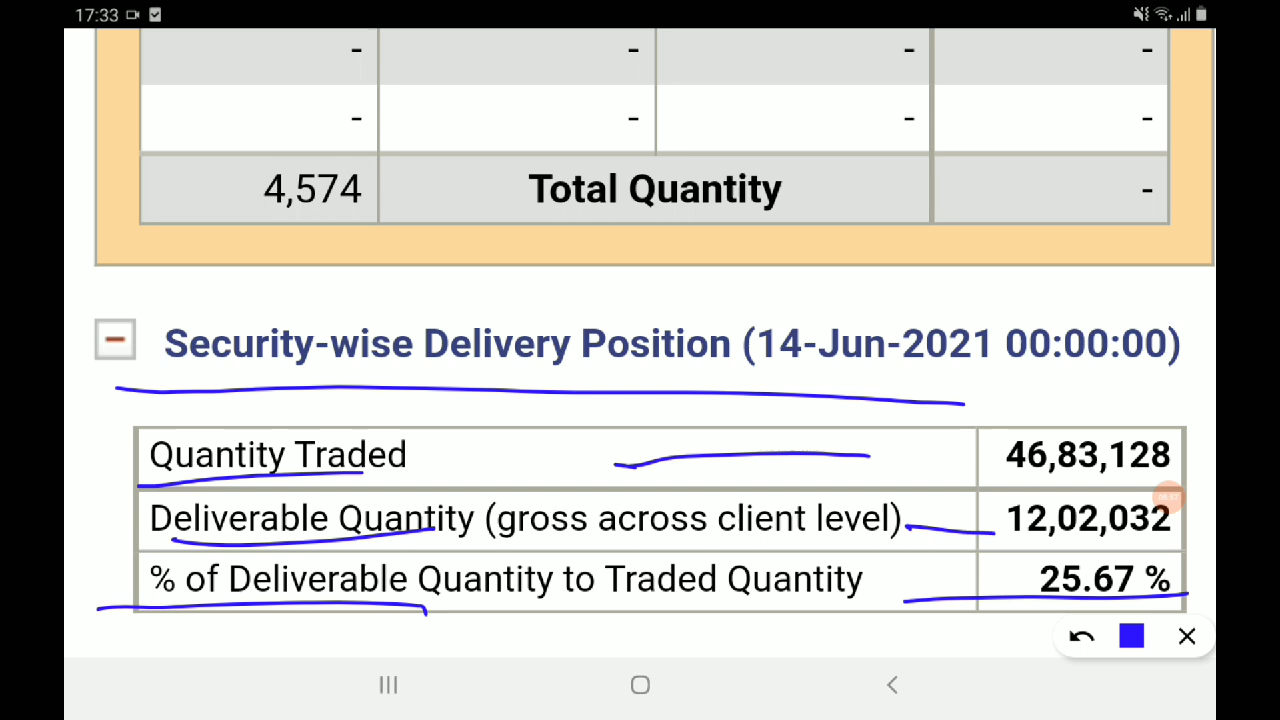 17:33
- - - -
- - - -
4,574 Total Quantity -
Security-wise Delivery Position (14-Jun-2021 00:00:00)
Quantity Traded 46,83,128
Deliverable Quantity (gross across client level) 12,02,032
% of Deliverable Quantity to Traded Quantity 25.67 %